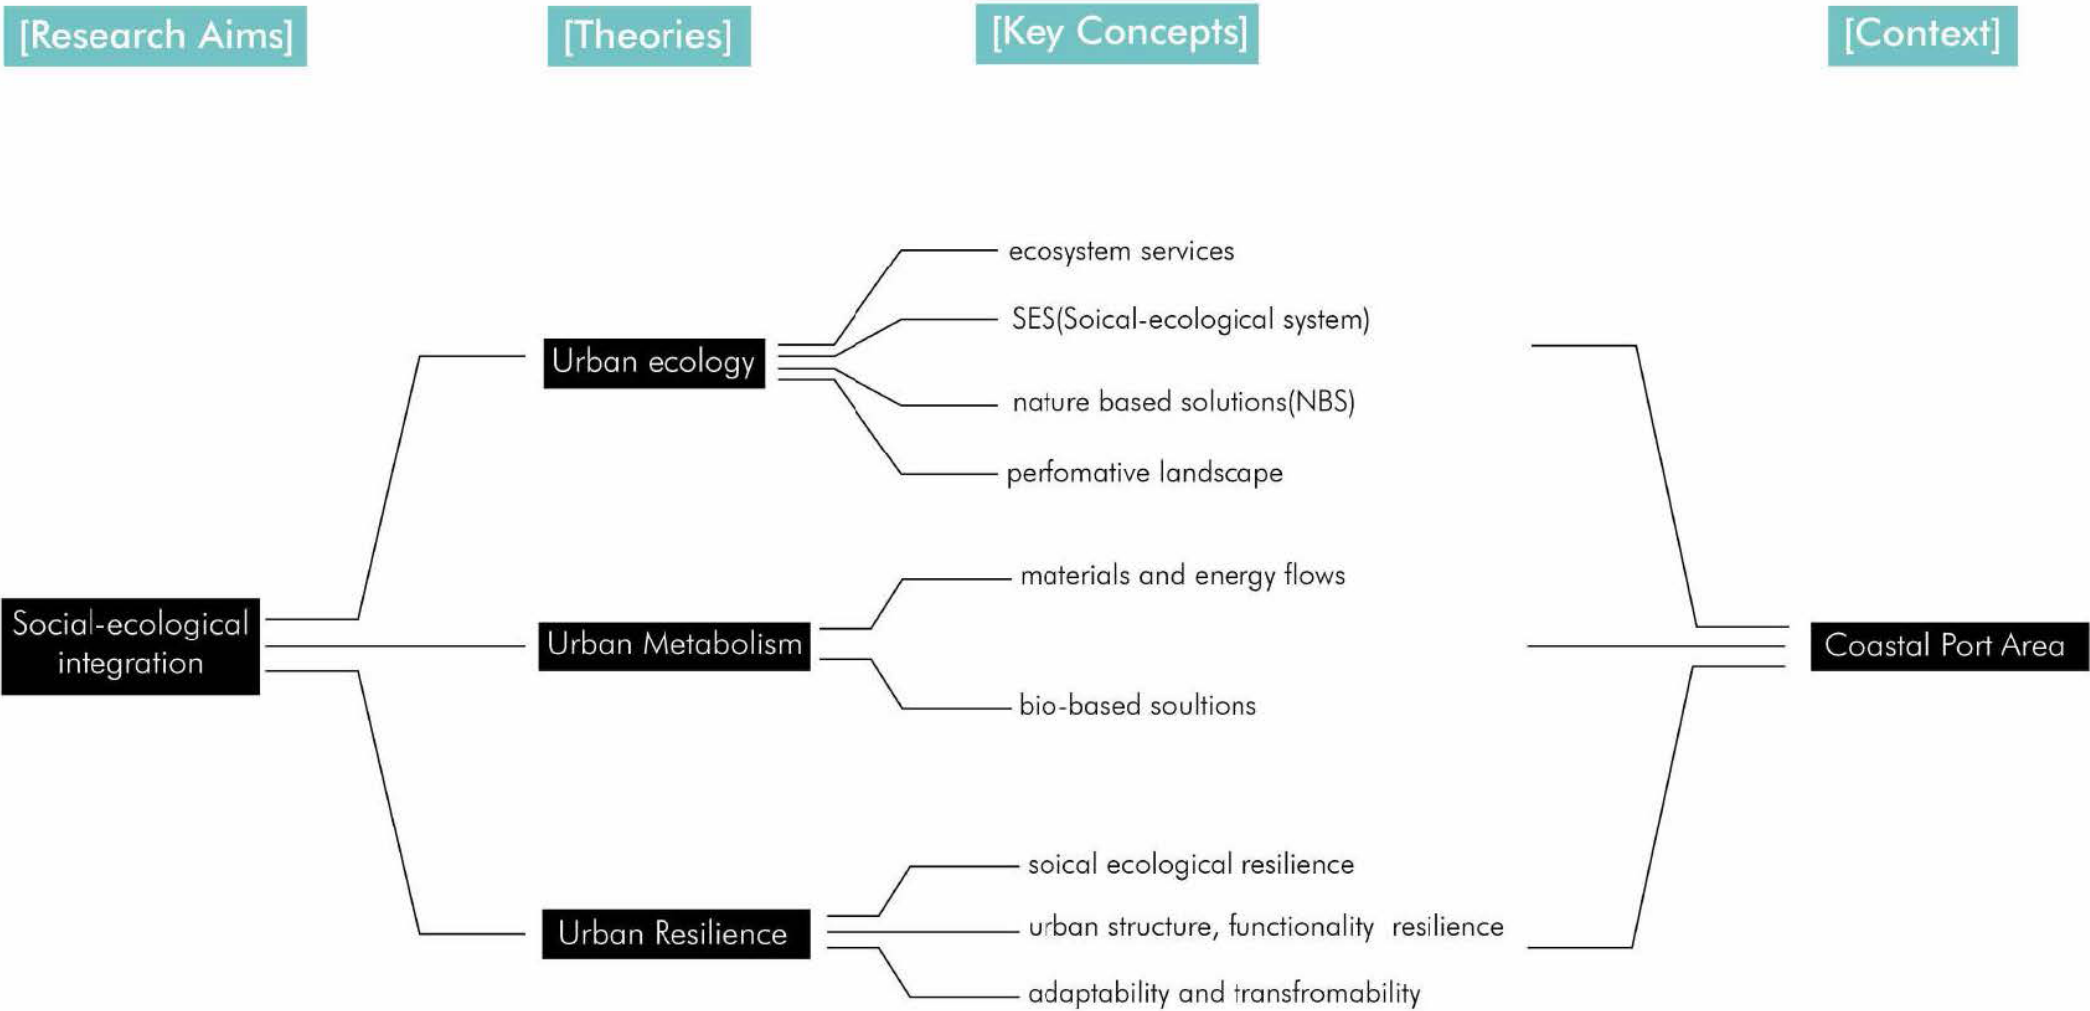 [Research Aims]
[Theories]
[Key Concepts]
[Context]
ecosystem services
SES(Soical-ecological system)
Urban ecology
nature based solutions(NBS)
perfomative landscape
materials and energy flows
Social-ecological
integration
Urban Metabolism
Coastal Port Area
bio-based soultions
soical ecological resilience
Urban Resilience
urban structure, functionality resilience
adaptability and transfromability